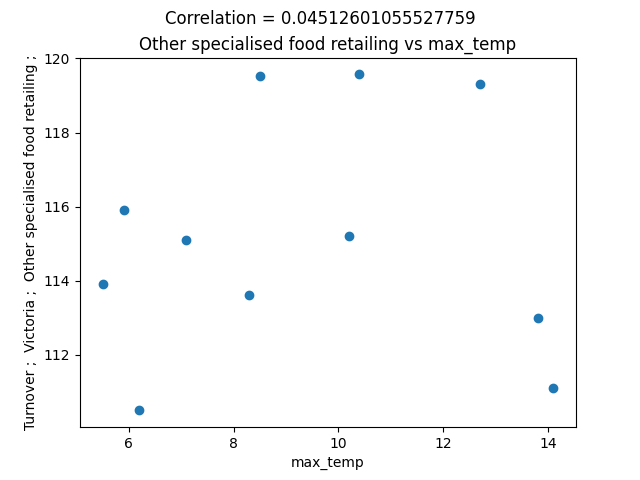 Correlation = 0.04512601055527759
Other specialised food retailing vs max_temp
Turnover ;  Victoria ;  Other specialised food retailing ;
120
118
116
114
112
6
8
10
12
14
max_temp